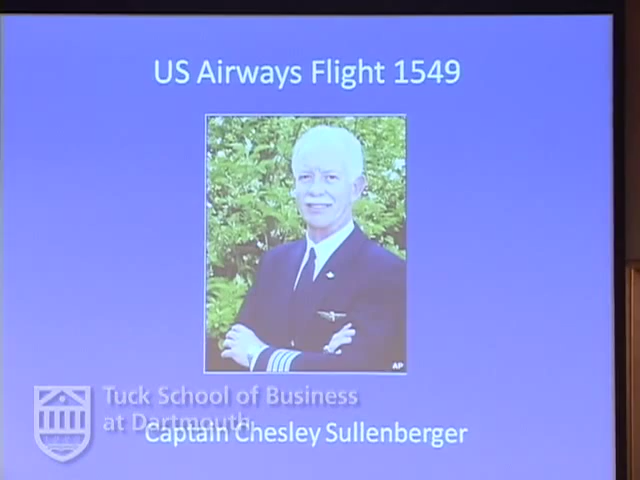 US Airways Flight 1549
AP
Tuck School of Business
at Dartmouth
Captain Chesley Sullenberger